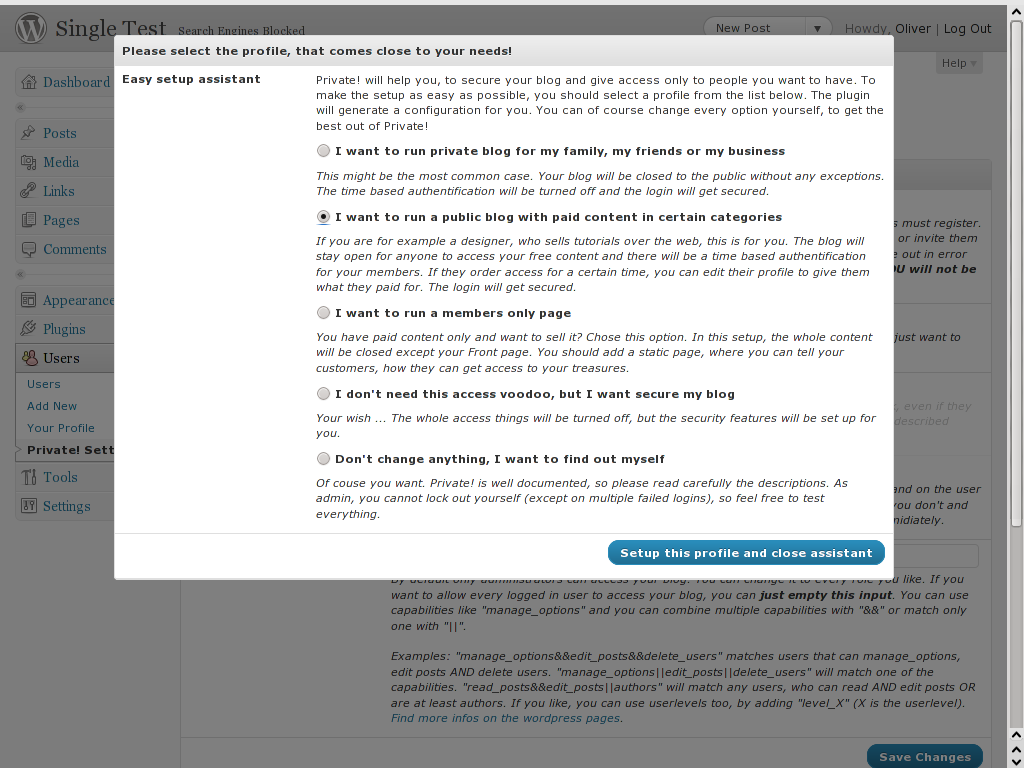 Single Test
Search Engines Blocked
New Post
Howdy, Oliver | Log Out
Help
Please select the profile, that comes close to your needs!
Easy setup assistant
Private! will help you, to secure your blog and give access only to people you want to have. To
make the setup as easy as possible, you should select a profile from the list below. The plugin
will generate a configuration for you. You can of course change every option yourself, to get the
best out of Private!
I want to run private blog for my family, my friends or my business
This might be the most common case. Your blog will be closed to the public without any exceptions.
The time based authentification will be turned off and the login will get secured.
I want to run a public blog with paid content in certain categories
If you are for example a designer, who sells tutorials over the web, this is for you. The blog will
stay open for anyone to access your free content and there will be a time based authentification
for your members. If they order access for a certain time, you can edit their profile to give them
what they paid for. The login will get secured.
I want to run a members only page
You have paid content only and want to sell it? Chose this option. In this setup, the whole content
will be closed except your Front page. You should add a static page, where you can tell your
customers, how they can get access to your treasures.
I don't need this access voodoo, but I want secure my blog
Your wish ... The whole access things will be turned off, but the security features will be set up for
you.
Don't change anything, I want to find out myself
Of couse you want. Private! is well documented, so please read carefully the descriptions. As
admin, you cannot lock out yourself (except on multiple failed logins), so feel free to test
everything.
Setup this profile and close assistant
Dashboard
Posts
Media
Links
Pages
Comments
Appearance
Plugins
Users
Users
Add New
Your Profile
Private! Sett
Tools
Settings
s must register.
or invite them
e out in error
OU will not be
just want to
, even if they
described
and on the user
you don't and
nidiately.
By default only administrators can access your blog. You can change it to every role you like. If you
want to allow every logged in user to access your blog, you can just empty this input. You can use
capabilities like "manage_options" and you can combine multiple capabilities with "&&" or match only
one with "||".
Examples: "manage_options&&edit_posts&&delete_users" matches users that can manage_options,
edit posts AND delete users. "manage_options||edit_posts||delete_users" will match one of the
capabilities. "read_posts&&edit_posts||authors" will match any users, who can read AND edit posts OR
are at least authors. If you like, you can use userlevels too, by adding "level_X" (X is the userlevel).
Find more infos on the wordpress pages.
Save Changes